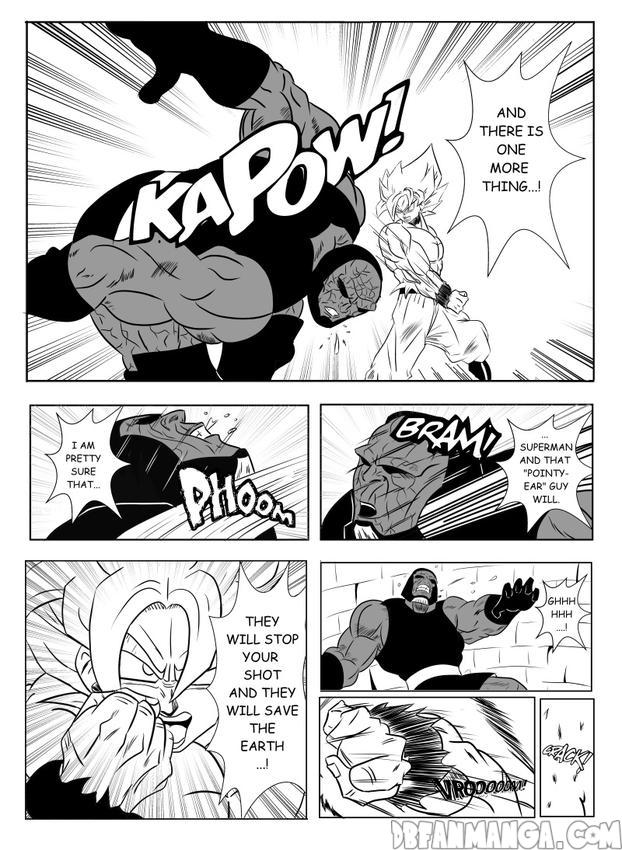 AND
THERE IS
ONE
MORE
THING...!
KAPOW!
I AM
PRETTY
SURE
THAT...
PHOOM
BRAM!
...
SUPERMAN
AND THAT
"POINTY-
EAR" GUY
WILL.
THEY
WILL STOP
YOUR
SHOT
AND THEY
WILL SAVE
THE
EARTH
...!
GHHH
HHH
....!
VROOOOOM!
CRACK!
DBFANMANGA.COM